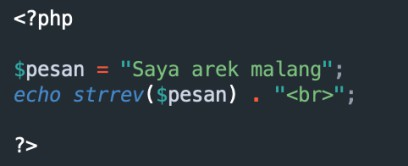 <?php
$pesan = "Saya arek malang";
echo strrev($pesan) . "<br>";
?>